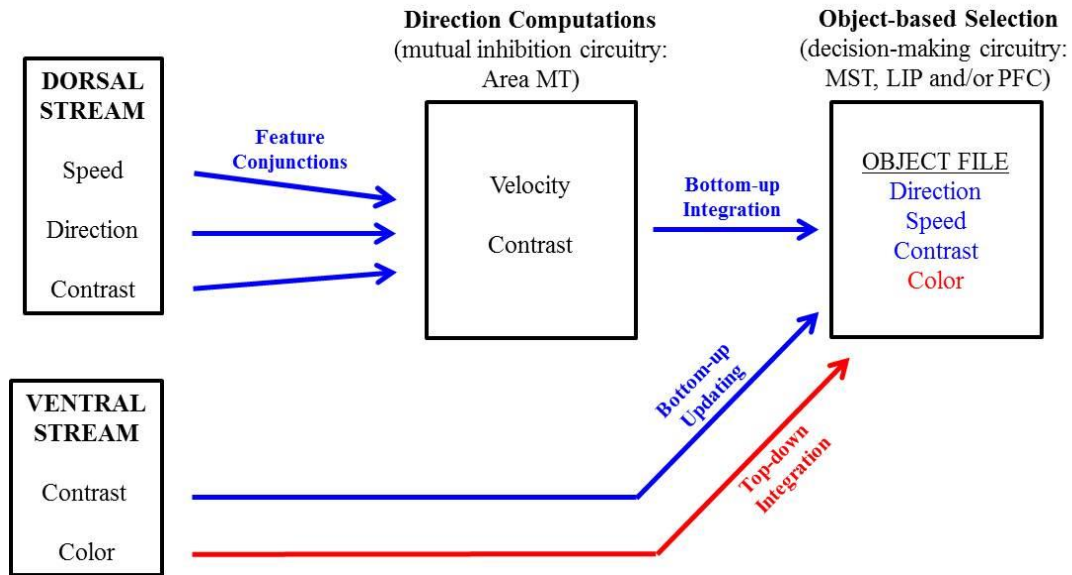 Direction Computations
(mutual inhibition circuitry:
Area MT)
Object-based Selection
(decision-making circuitry:
MST, LIP and/or PFC)
DORSAL
STREAM
Speed
Direction
Contrast
Feature
Conjunctions
Velocity
Contrast
Bottom-up
Integration
OBJECT FILE
Direction
Speed
Contrast
Color
VENTRAL
STREAM
Contrast
Color
Bottom-up
Updating
Top-down
Integration